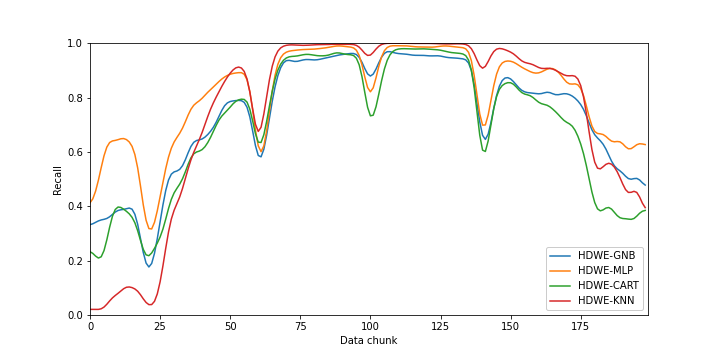 1.0
0.8
0.6
0.4
0.2
0.0
Recall
0 25 50 75 100 125 150 175
Data chunk
HDWE-GNB
HDWE-MLP
HDWE-CART
HDWE-KNN